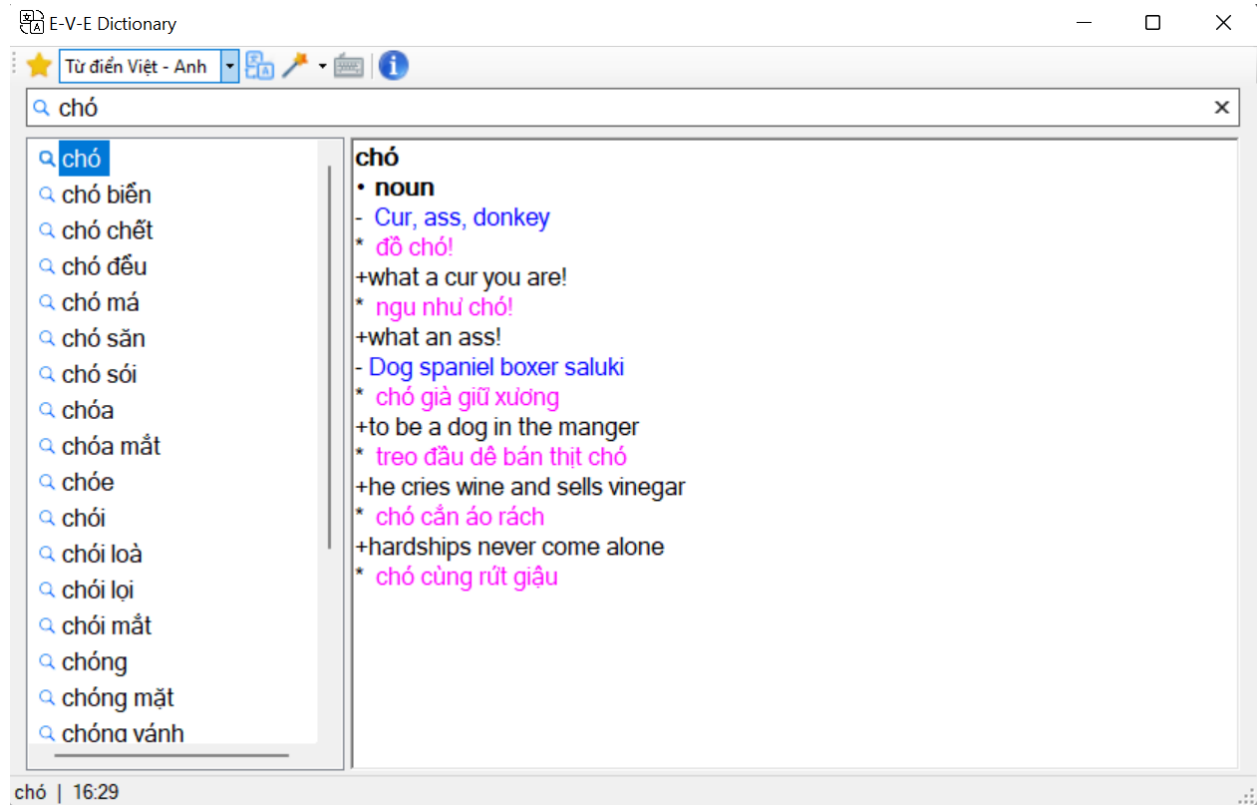 E-V-E Dictionary
Từ điển Việt - Anh
chó
chó
chó biển
chó chết
chó đểu
chó má
chó săn
chó sói
chóa
chóa mắt
chóe
chói
chói loà
chói lọi
chói mắt
chóng
chóng mặt
chóng vánh
chó
• noun
- Cur, ass, donkey
* đồ chó!
+what a cur you are!
* ngu như chó!
+what an ass!
- Dog spaniel boxer saluki
* chó già giữ xương
+to be a dog in the manger
* treo đầu dê bán thịt chó
+he cries wine and sells vinegar
* chó cắn áo rách
+hardships never come alone
* chó cùng rứt giậu
chó | 16:29